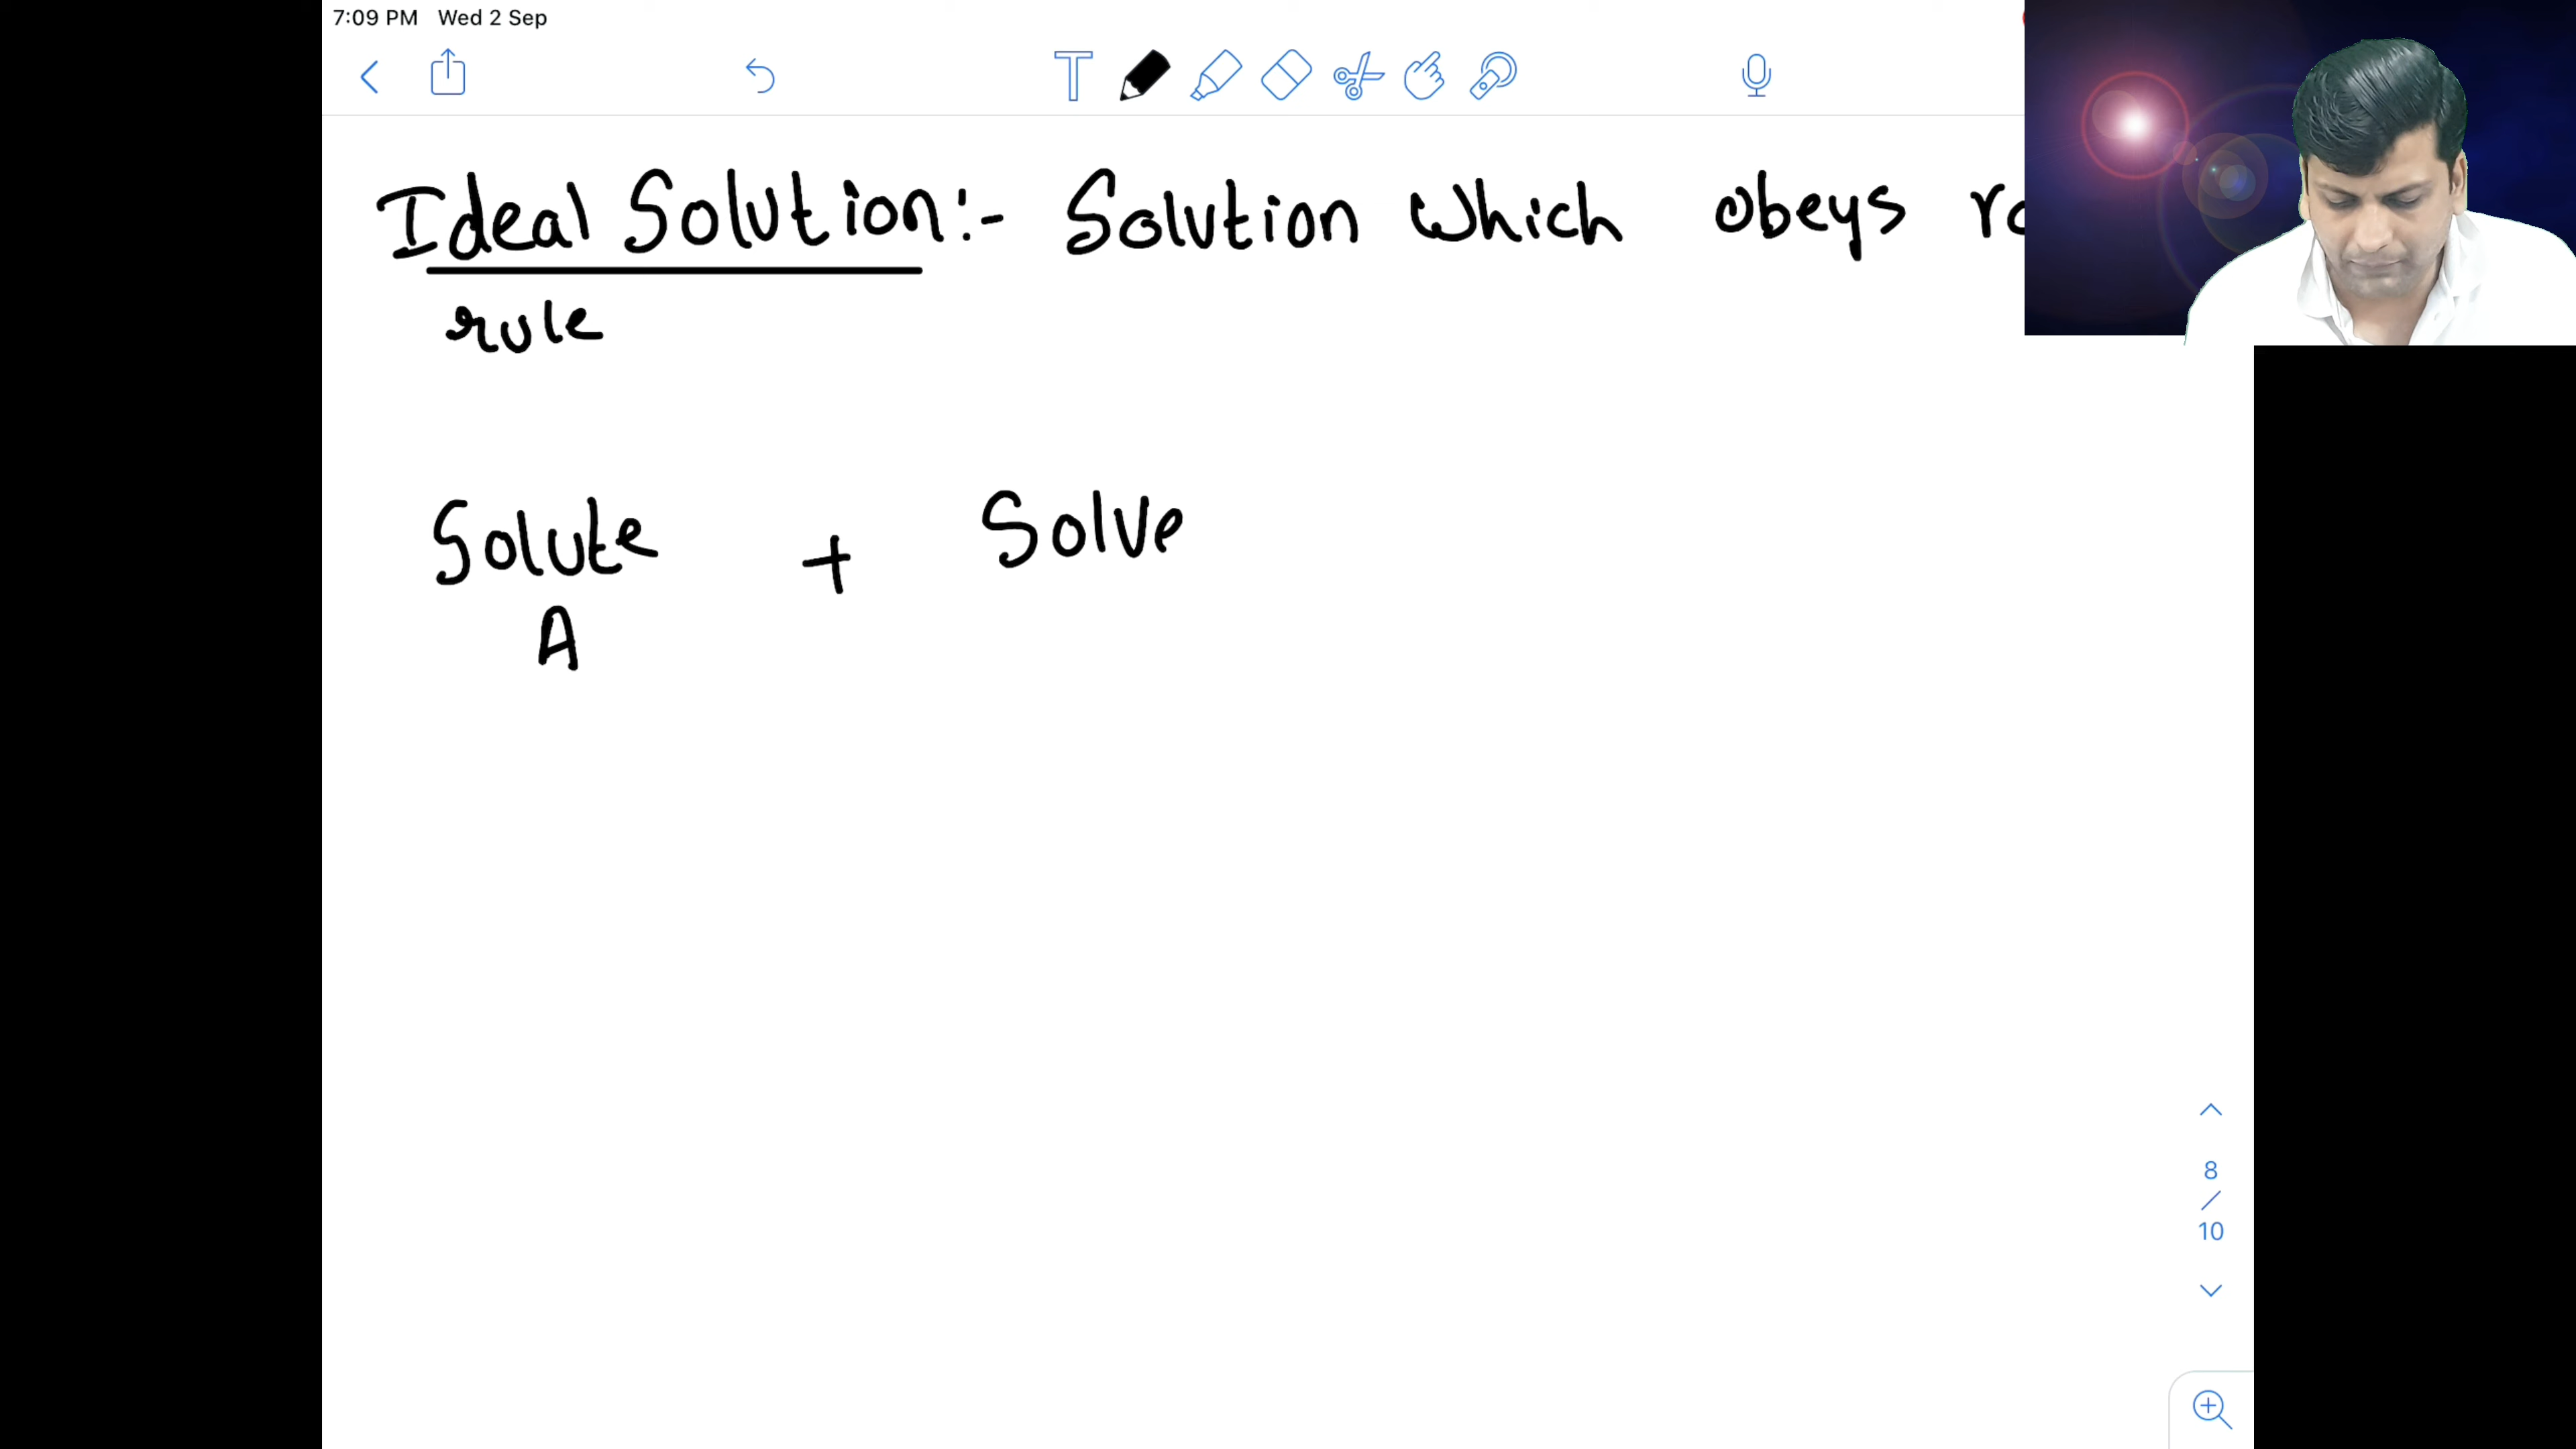 7:09 PM Wed 2 Sep
T
Ideal Solution:- Solution which obeys
rule
Solute + Solve
A
8
/
10